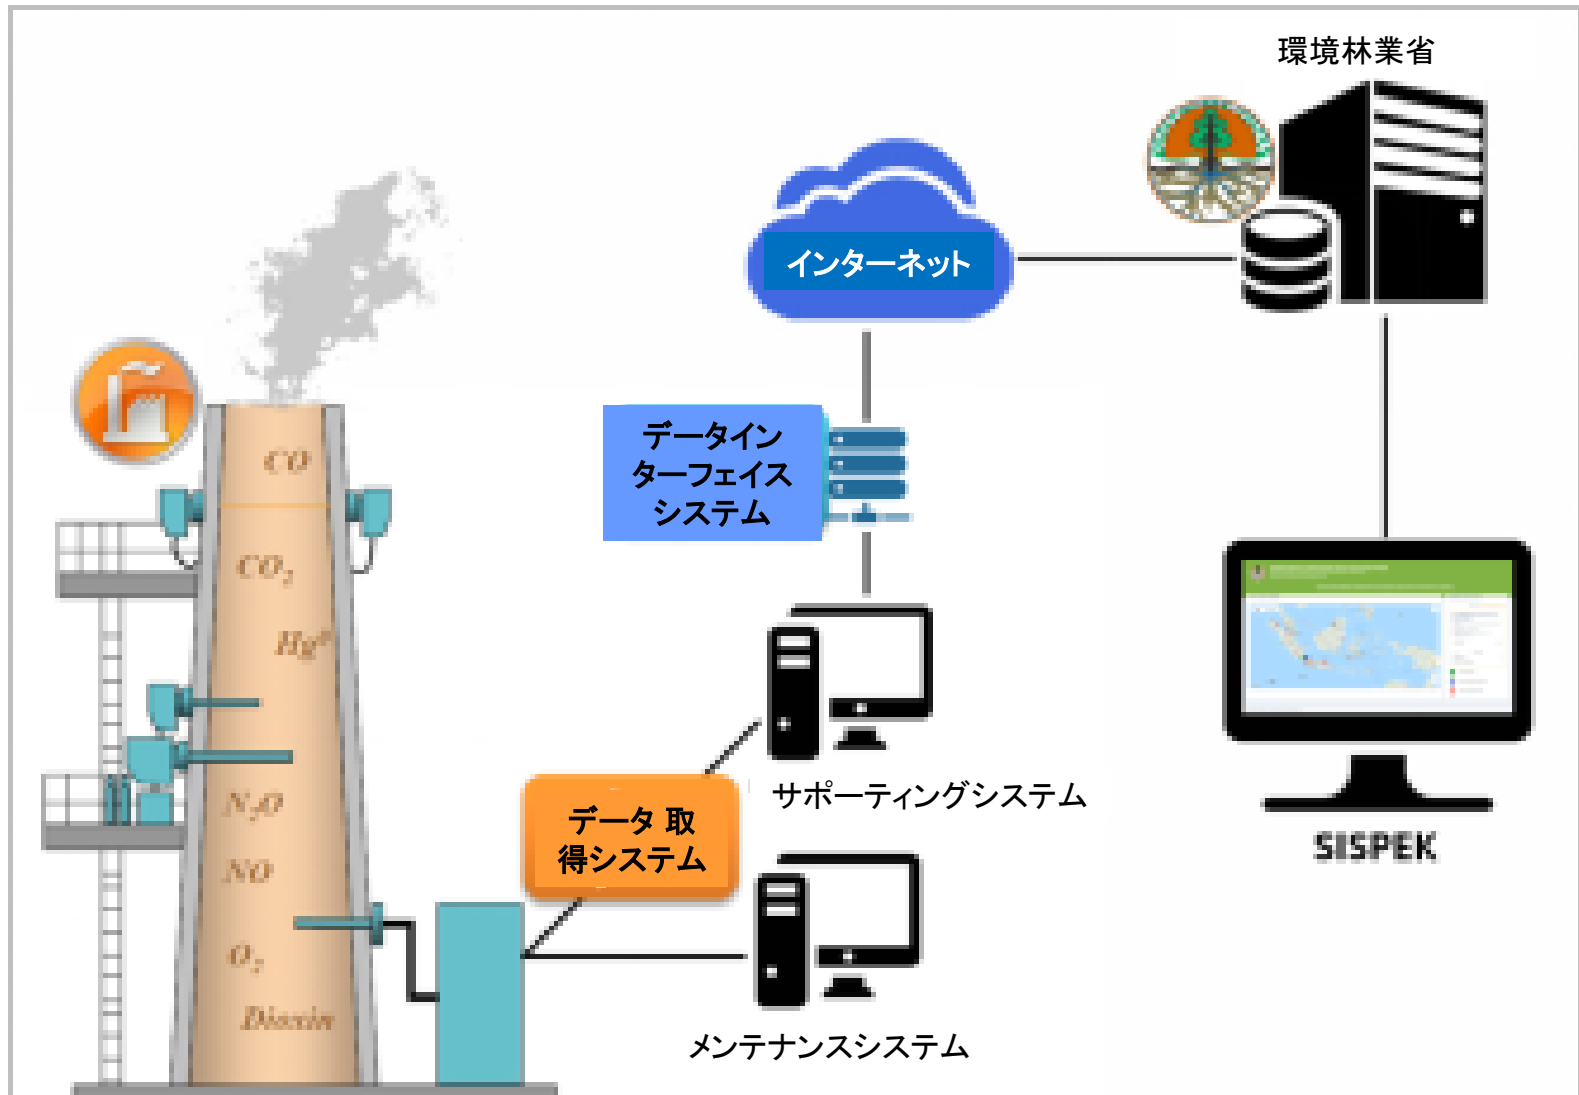 環境林業省
インターネット
データイン
ターフェイス
システム
CO
CO₂
Hg⁰
N₂O
NO
O₂
Dioxin
データ 取
得システム
サポーティングシステム
メンテナンスシステム
SISPEK